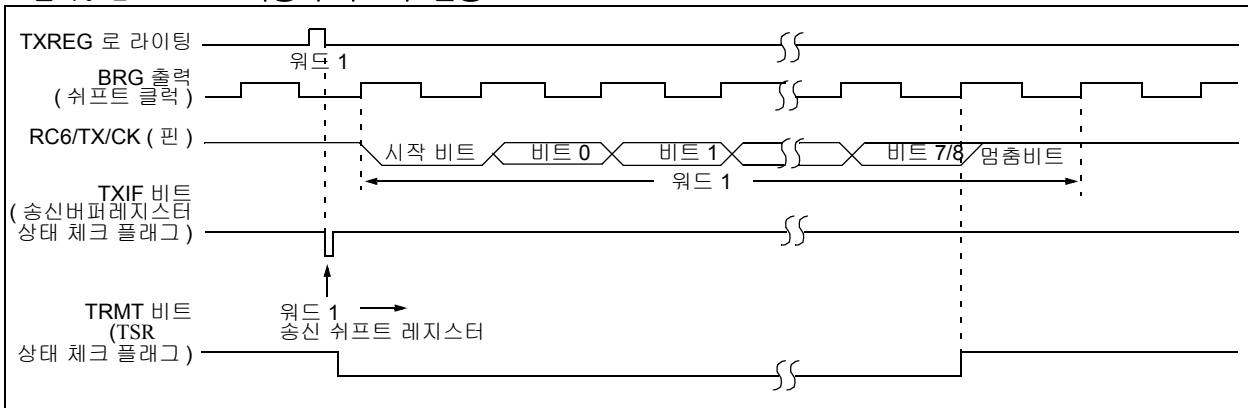 TXREG 로 라이팅
워드 1
BRG 출력
( 쉬프트 클럭 )
RC6/TX/CK ( 핀 )
시작 비트
비트 0
비트 1
비트 7/8
멈춤비트
워드 1
TXIF 비트
( 송신버퍼레지스터
상태 체크 플래그 )
워드 1
송신 쉬프트 레지스터
TRMT 비트
(TSR
상태 체크 플래그 )